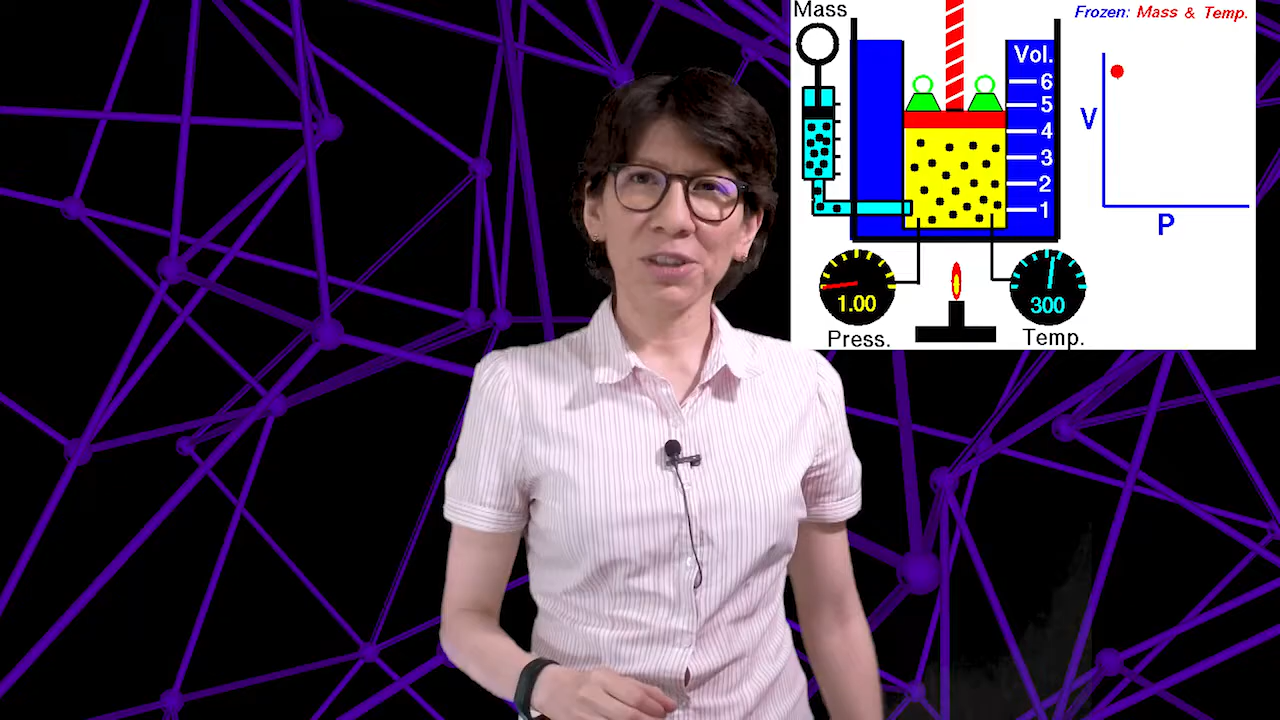 Mass
Frozen: Mass & Temp.
Vol.
6
5
4
3
2
1
V
P
1.00
300
Press.
Temp.